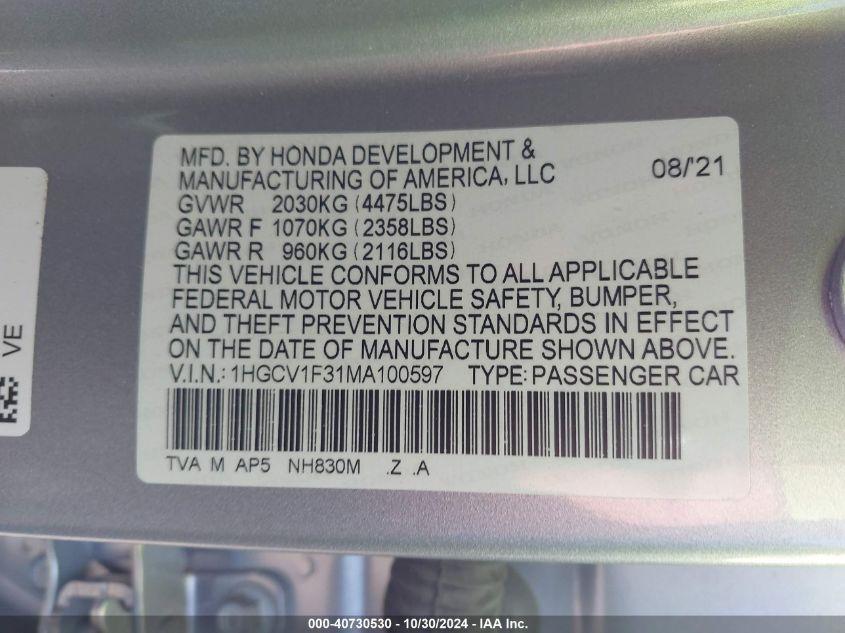 MFD. BY HONDA DEVELOPMENT &
MANUFACTURING OF AMERICA, LLC 08/'21
GVWR 2030KG (4475LBS)
GAWR F 1070KG (2358LBS)
GAWR R 960KG (2116LBS)
THIS VEHICLE CONFORMS TO ALL APPLICABLE
FEDERAL MOTOR VEHICLE SAFETY, BUMPER,
AND THEFT PREVENTION STANDARDS IN EFFECT
ON THE DATE OF MANUFACTURE SHOWN ABOVE.
V.I.N.: 1HGCV1F31MA100597 TYPE: PASSENGER CAR
TVA M AP5 NH830M .Z .A
VE
000-40730530 - 10/30/2024 - IAA Inc.